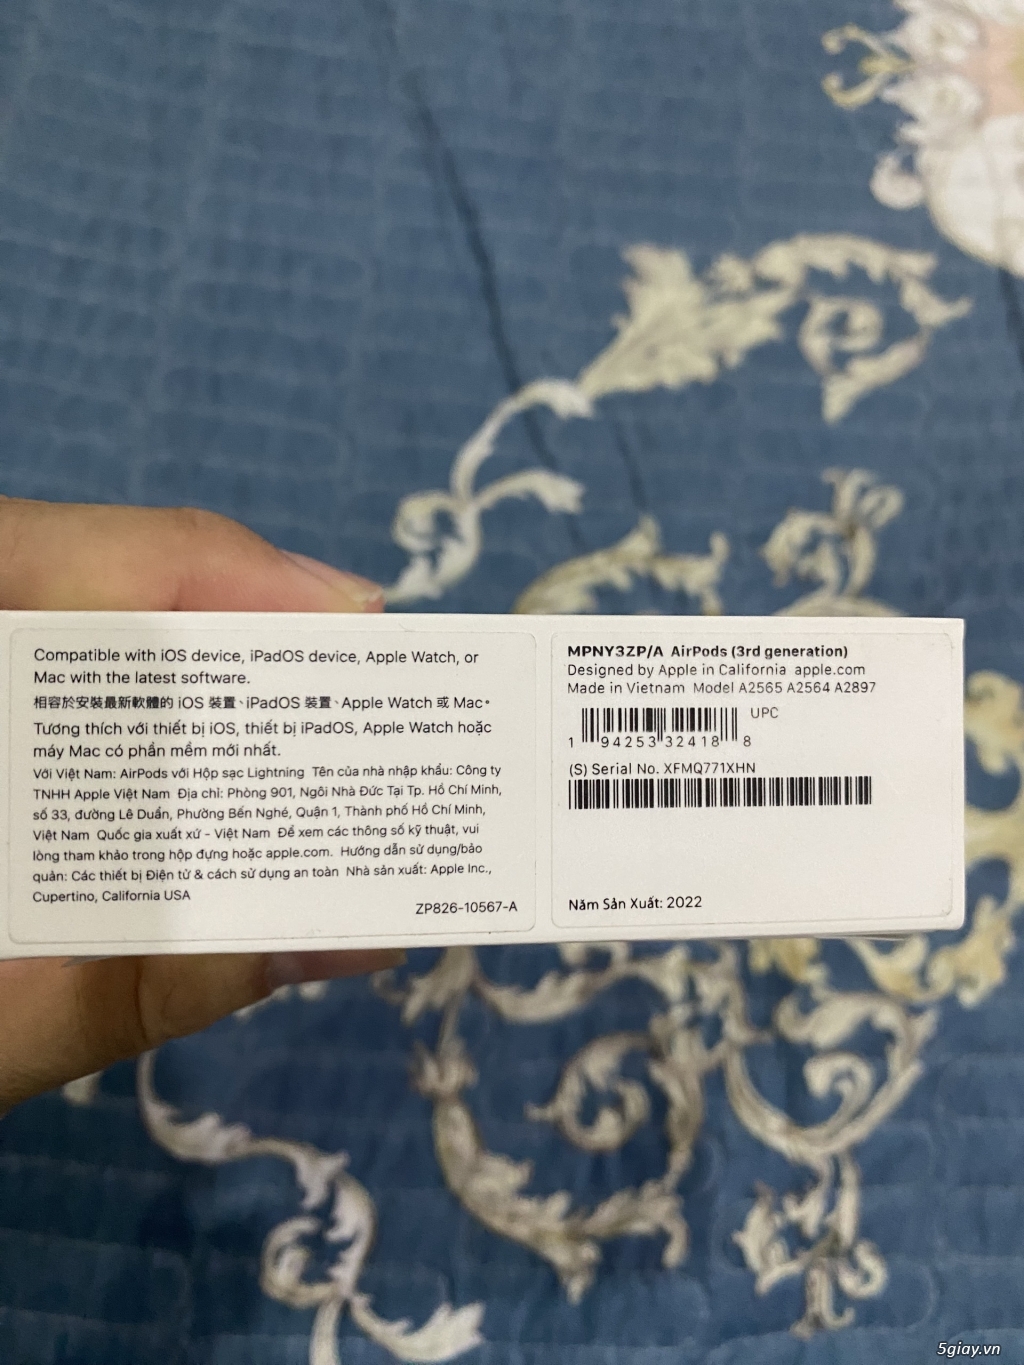 Compatible with iOS device, iPadOS device, Apple Watch, or
Mac with the latest software.
相容於安裝最新軟體的 iOS 裝置、iPadOS 裝置、Apple Watch 或 Mac。
Tương thích với thiết bị iOS, thiết bị iPadOS, Apple Watch hoặc
máy Mac có phần mềm mới nhất.
Với Việt Nam: AirPods với Hộp sạc Lightning Tên của nhà nhập khẩu: Công ty
TNHH Apple Việt Nam Địa chỉ: Phòng 901, Ngôi Nhà Đức Tại Tp. Hồ Chí Minh,
số 33, đường Lê Duẩn, Phường Bến Nghé, Quận 1, Thành phố Hồ Chí Minh,
Việt Nam Quốc gia xuất xứ - Việt Nam Để xem các thông số kỹ thuật, vui
lòng tham khảo trong hộp đựng hoặc apple.com. Hướng dẫn sử dụng/bảo
quản: Các thiết bị Điện tử & cách sử dụng an toàn Nhà sản xuất: Apple Inc.,
Cupertino, California USA
ZP826-10567-A
MPNY3ZP/A AirPods (3rd generation)
Designed by Apple in California apple.com
Made in Vietnam Model A2565 A2564 A2897
UPC
1 94253 32418 8
(S) Serial No. XFMQ771XHN
Năm Sản Xuất: 2022
5giay.vn